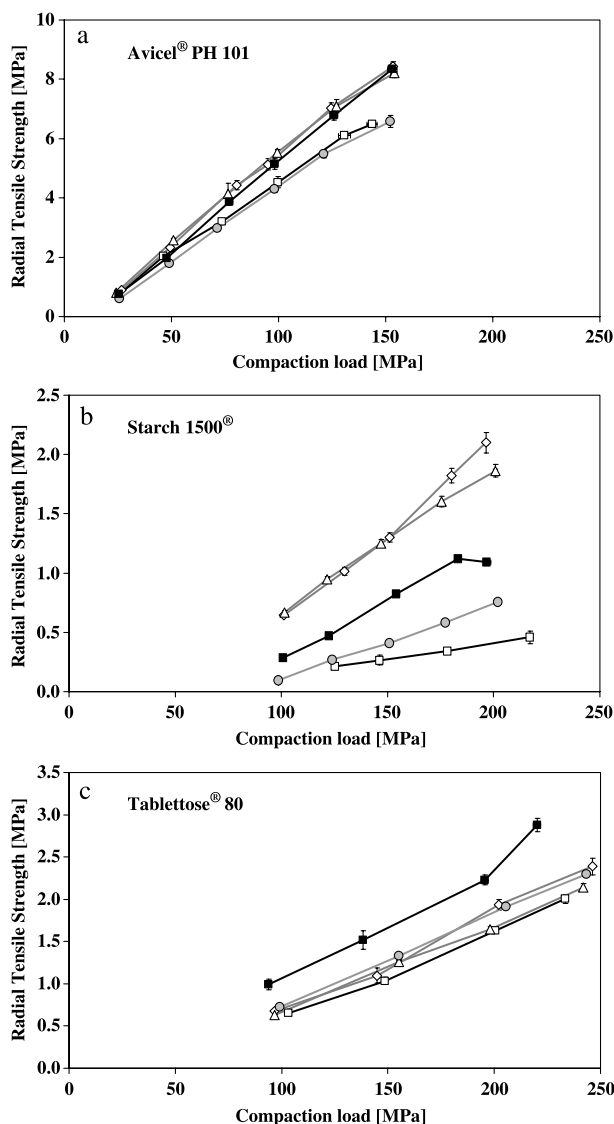 a
Avicel® PH 101
Radial Tensile Strength [MPa]
10
8
6
4
2
0
0 50 100 150 200 250
Compaction load [MPa]
b
Starch 1500®
Radial Tensile Strength [MPa]
2.5
2.0
1.5
1.0
0.5
0.0
0 50 100 150 200 250
Compaction load [MPa]
c
Tablettose® 80
Radial Tensile Strength [MPa]
3.5
3.0
2.5
2.0
1.5
1.0
0.5
0.0
0 50 100 150 200 250
Compaction load [MPa]